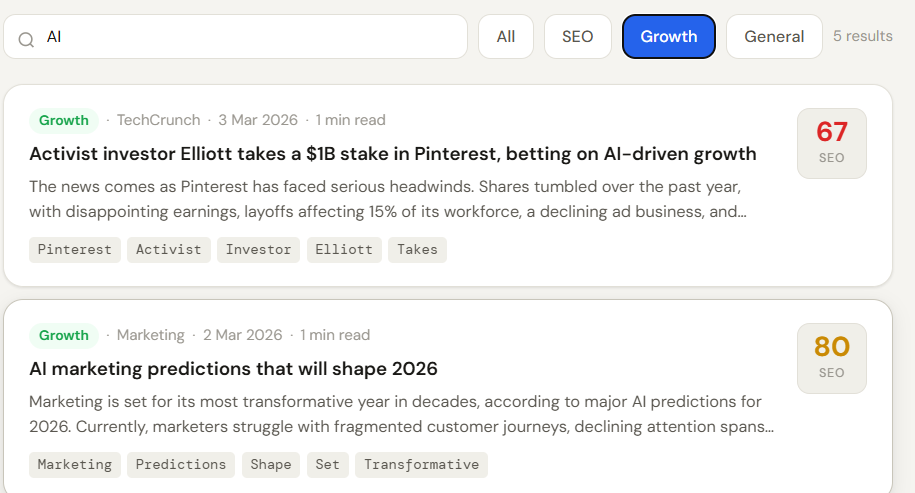 AI
All
SEO
Growth
General
5 results
Growth · TechCrunch · 3 Mar 2026 · 1 min read
67
SEO
Activist investor Elliott takes a $1B stake in Pinterest, betting on AI-driven growth
The news comes as Pinterest has faced serious headwinds. Shares tumbled over the past year,
with disappointing earnings, layoffs affecting 15% of its workforce, a declining ad business, and…
Pinterest Activist Investor Elliott Takes
Growth · Marketing · 2 Mar 2026 · 1 min read
80
SEO
AI marketing predictions that will shape 2026
Marketing is set for its most transformative year in decades, according to major AI predictions for
2026. Currently, marketers struggle with fragmented customer journeys, declining attention spans…
Marketing Predictions Shape Set Transformative